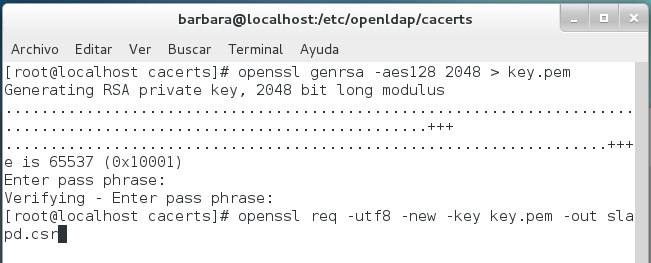 barbara@localhost:/etc/openldap/cacerts
Archivo Editar Ver Buscar Terminal Ayuda
[root@localhost cacerts]# openssl genrsa -aes128 2048 > key.pem
Generating RSA private key, 2048 bit long modulus
........................................................................
................................................+++
.....................................................................+++
e is 65537 (0x10001)
Enter pass phrase:
Verifying - Enter pass phrase:
[root@localhost cacerts]# openssl req -utf8 -new -key key.pem -out sla
pd.csr